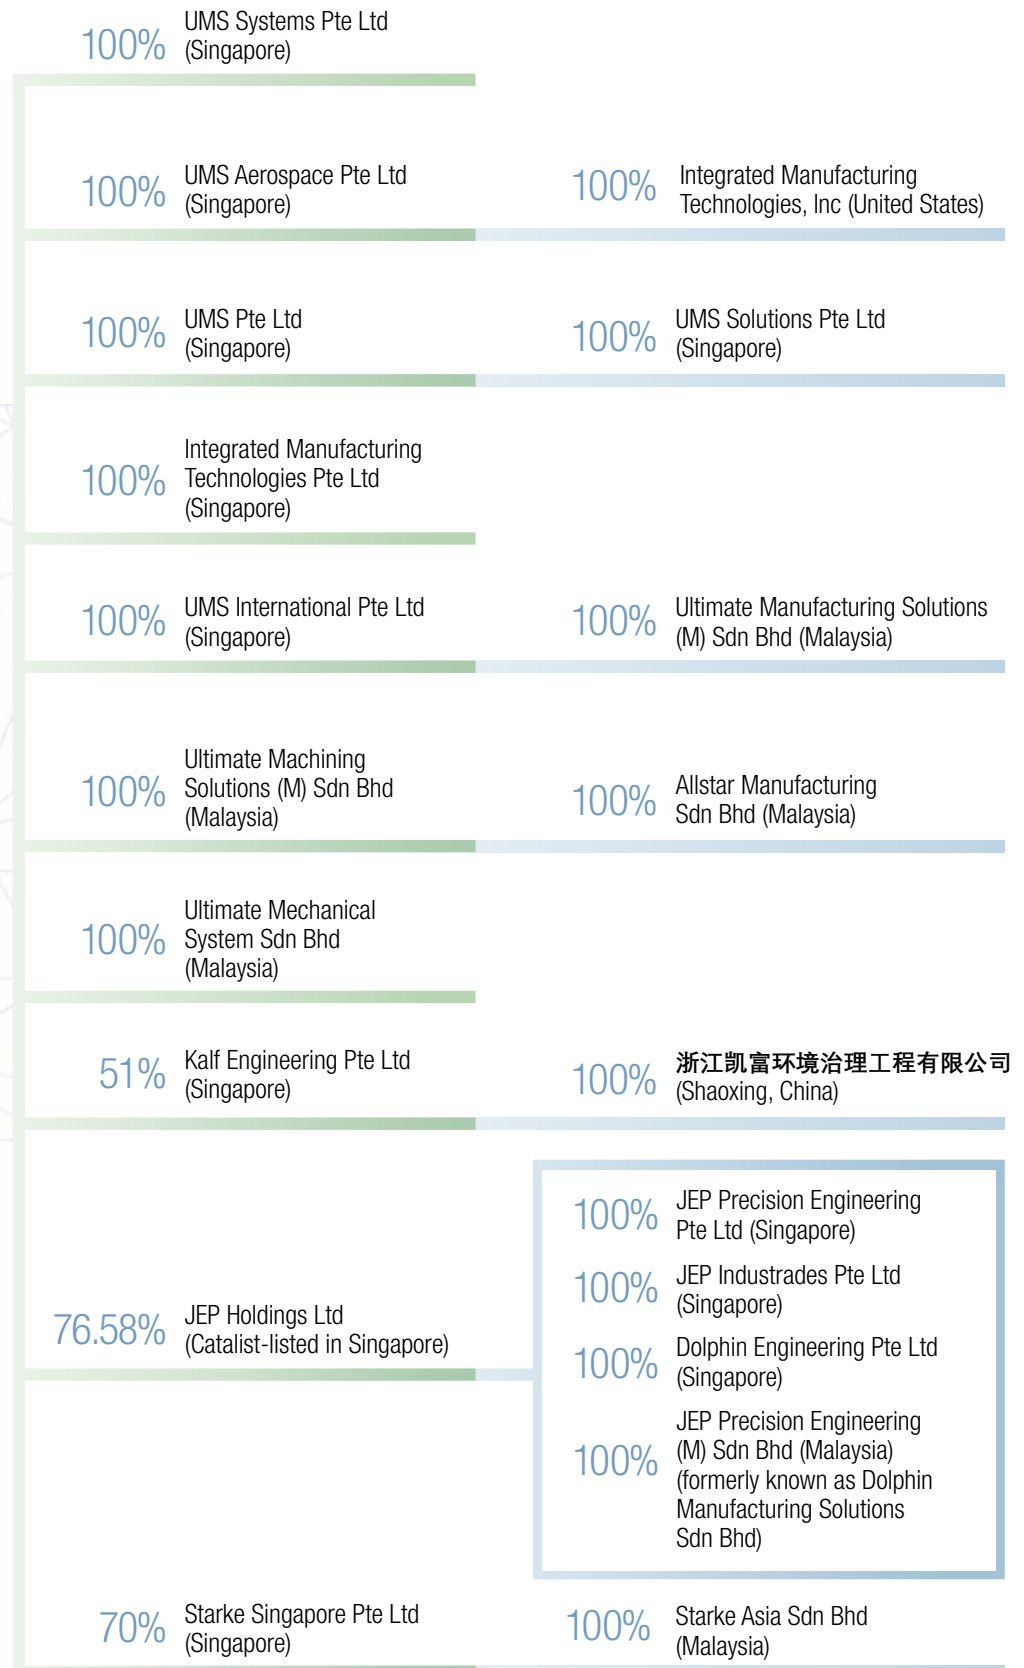 100%
UMS Systems Pte Ltd
(Singapore)
100%
UMS Aerospace Pte Ltd
(Singapore)
100%
Integrated Manufacturing
Technologies, Inc (United States)
100%
UMS Pte Ltd
(Singapore)
100%
UMS Solutions Pte Ltd
(Singapore)
100%
Integrated Manufacturing
Technologies Pte Ltd
(Singapore)
100%
UMS International Pte Ltd
(Singapore)
100%
Ultimate Manufacturing Solutions
(M) Sdn Bhd (Malaysia)
100%
Ultimate Machining
Solutions (M) Sdn Bhd
(Malaysia)
100%
Allstar Manufacturing
Sdn Bhd (Malaysia)
100%
Ultimate Mechanical
System Sdn Bhd
(Malaysia)
51%
Kalf Engineering Pte Ltd
(Singapore)
100%
浙江凯富环境治理工程有限公司
(Shaoxing, China)
76.58%
JEP Holdings Ltd
(Catalist-listed in Singapore)
100%
JEP Precision Engineering
Pte Ltd (Singapore)
100%
JEP Industrades Pte Ltd
(Singapore)
100%
Dolphin Engineering Pte Ltd
(Singapore)
100%
JEP Precision Engineering
(M) Sdn Bhd (Malaysia)
(formerly known as Dolphin
Manufacturing Solutions
Sdn Bhd)
70%
Starke Singapore Pte Ltd
(Singapore)
100%
Starke Asia Sdn Bhd
(Malaysia)